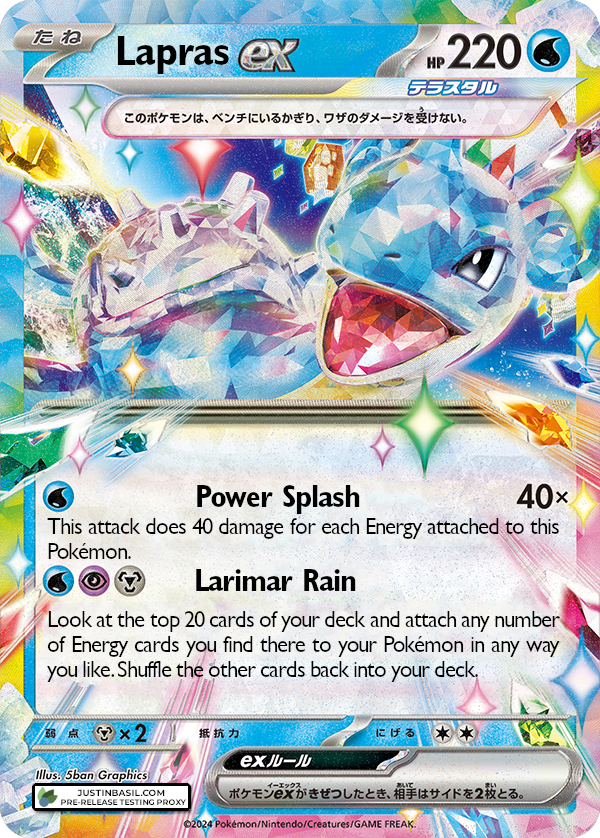 たね Lapras ex HP 220
テラスタル
このポケモンは、ベンチにいるかぎり、ワザのダメージを受けない。
Power Splash 40×
This attack does 40 damage for each Energy attached to this
Pokémon.
Larimar Rain
Look at the top 20 cards of your deck and attach any number
of Energy cards you find there to your Pokémon in any way
you like. Shuffle the other cards back into your deck.
弱点 ×2 抵抗力 にげる
exルール
ポケモンexがきぜつしたとき、相手はサイドを2枚とる。
Illus. 5ban Graphics
JUSTINBASIL.COM
PRE-RELEASE TESTING PROXY
©2024 Pokémon/Nintendo/Creatures/GAME FREAK.